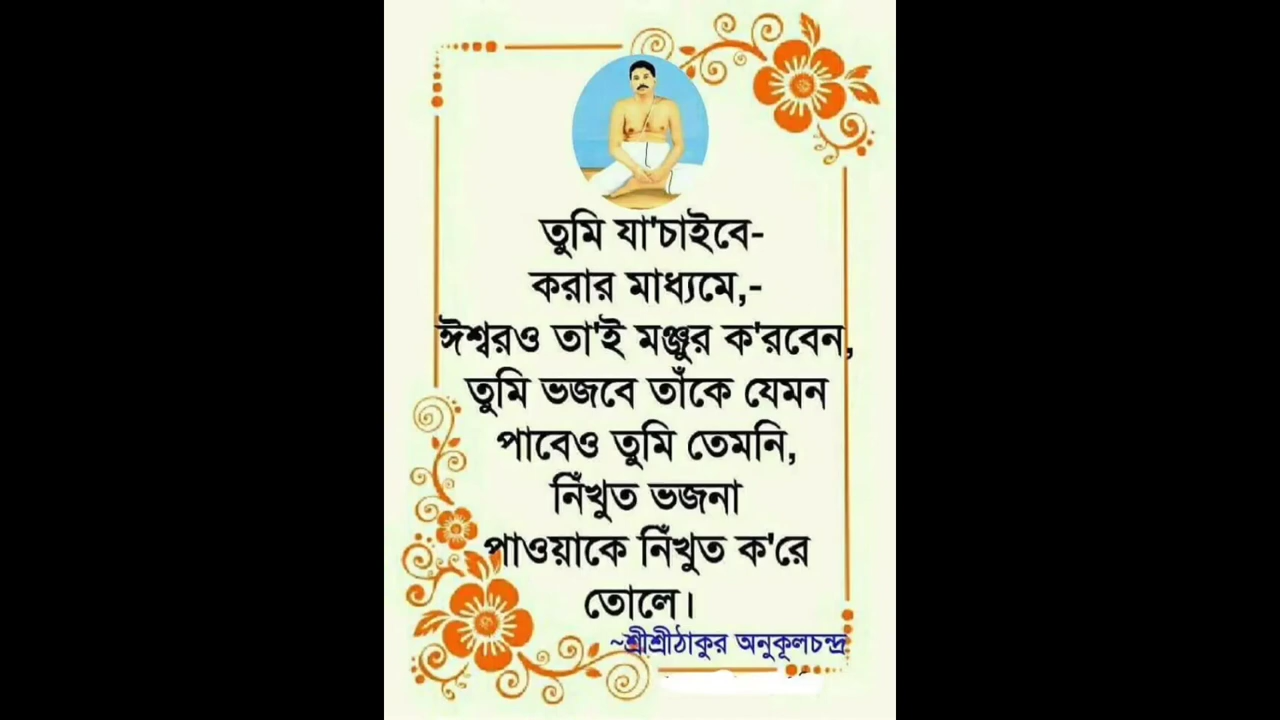 তুমি যা'চাইবে-
করার মাধ্যমে,-
ঈশ্বরও তা'ই মঞ্জুর ক'রবেন,
তুমি ভজবে তাঁকে যেমন
পাবেও তুমি তেমনি,
নিঁখুত ভজনা
পাওয়াকে নিঁখুত ক'রে
তোলে।
~শ্রীশ্রীঠাকুর অনুকূলচন্দ্র